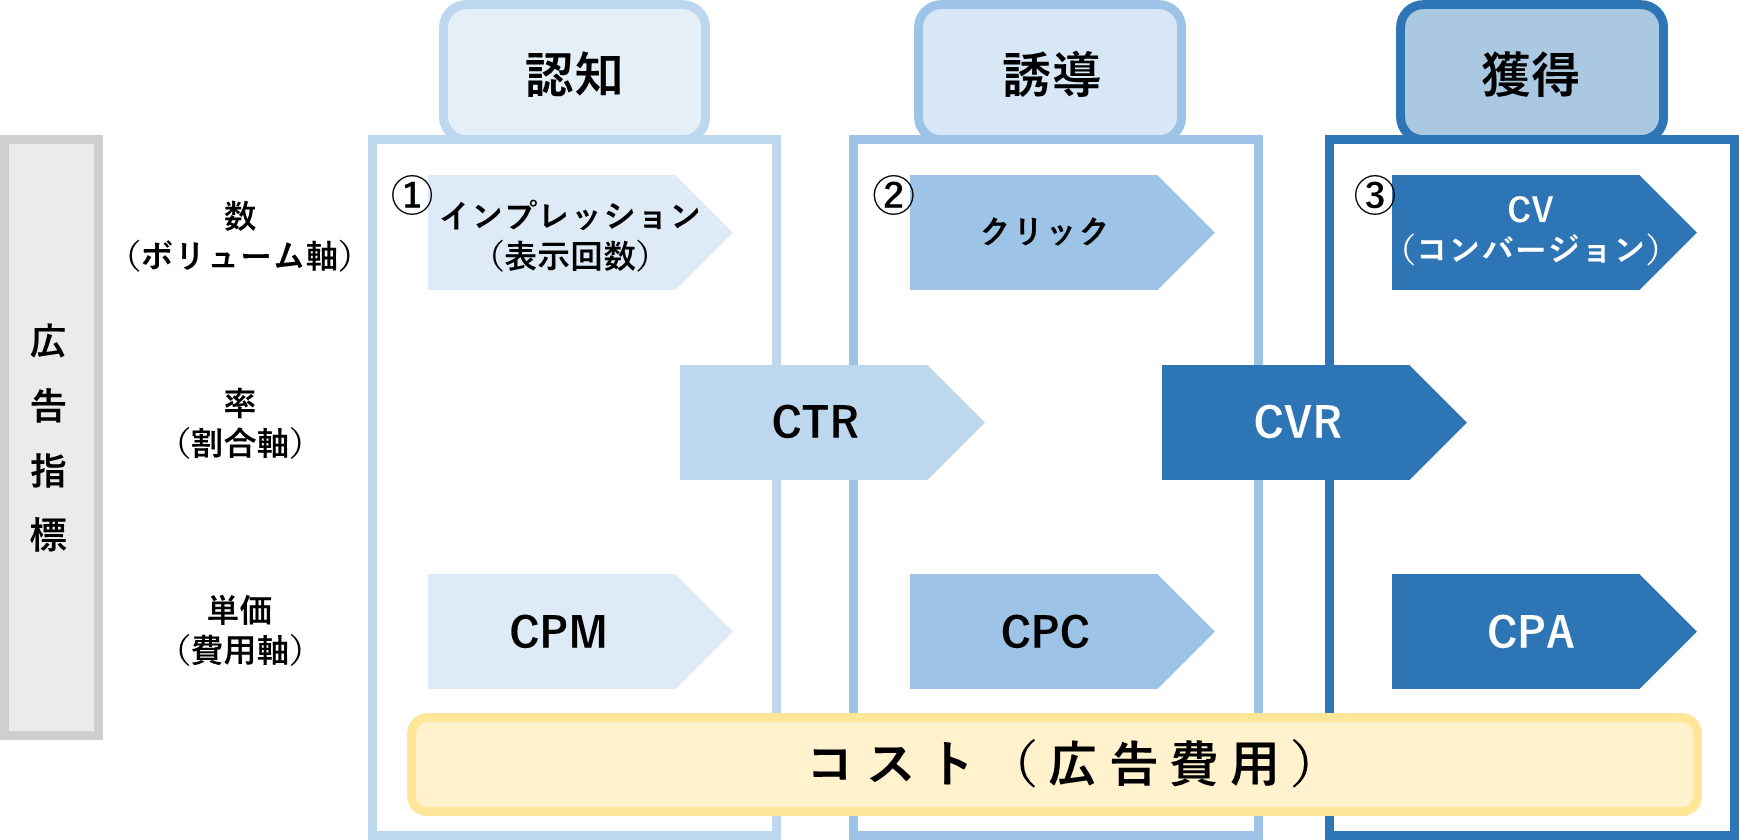 認知
誘導
獲得
広告指標
数
（ボリューム軸）
①
インプレッション
（表示回数）
②
クリック
③
CV
（コンバージョン）
率
（割合軸）
CTR
CVR
単価
（費用軸）
CPM
CPC
CPA
コスト（広告費用）